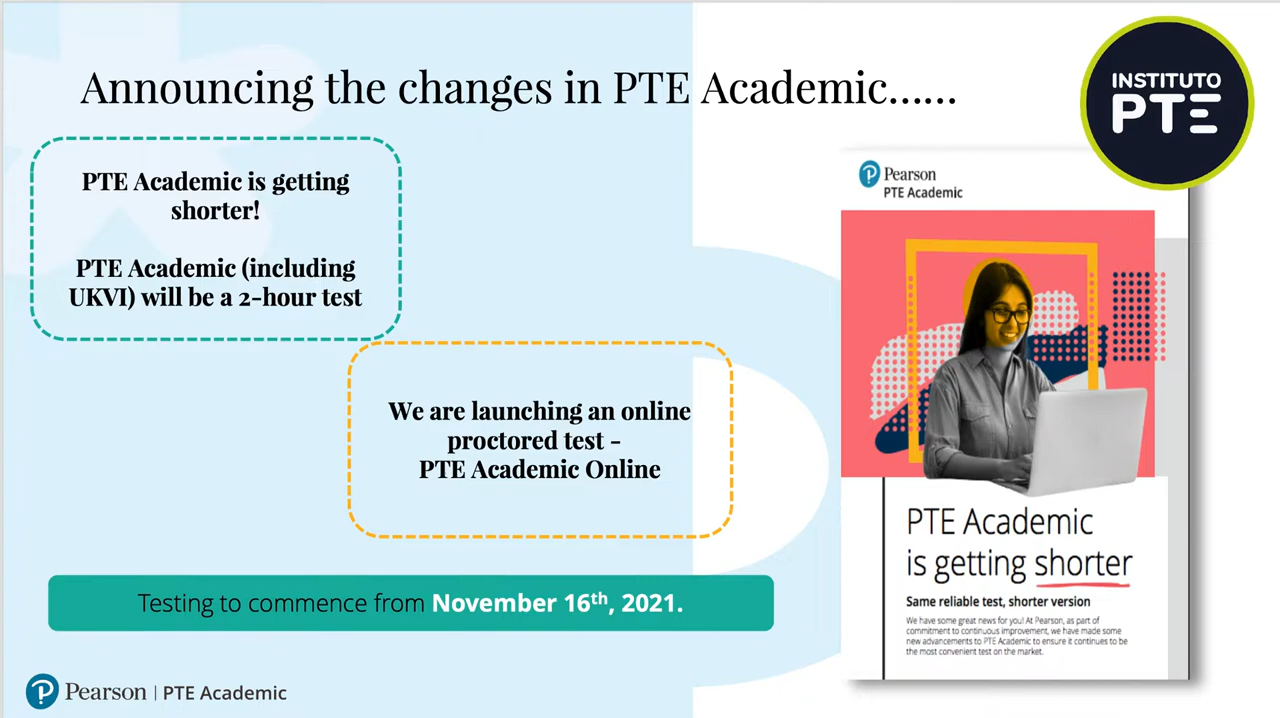 Announcing the changes in PTE Academic......
INSTITUTO
PTE
PTE Academic is getting
shorter!
PTE Academic (including
UKVI) will be a 2-hour test
We are launching an online
proctored test -
PTE Academic Online
Testing to commence from November 16th, 2021.
Pearson | PTE Academic
Pearson
PTE Academic
PTE Academic
is getting shorter
Same reliable test, shorter version
We have some great news for you! At Pearson, as part of
commitment to continuous improvement, we have made some
new advancements to PTE Academic to ensure it continues to be
the most convenient test on the market.